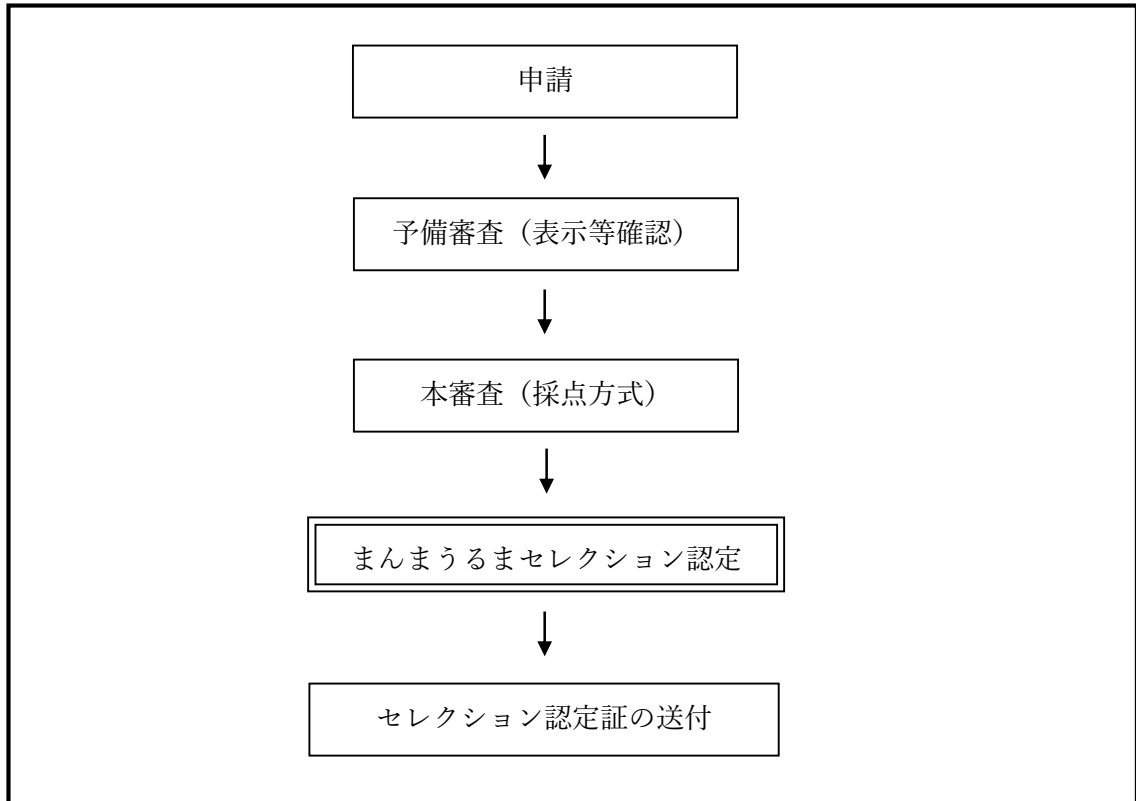 申請
予備審査（表示等確認）
本審査（採点方式）
まんまうるまセレクション認定
セレクション認定証の送付